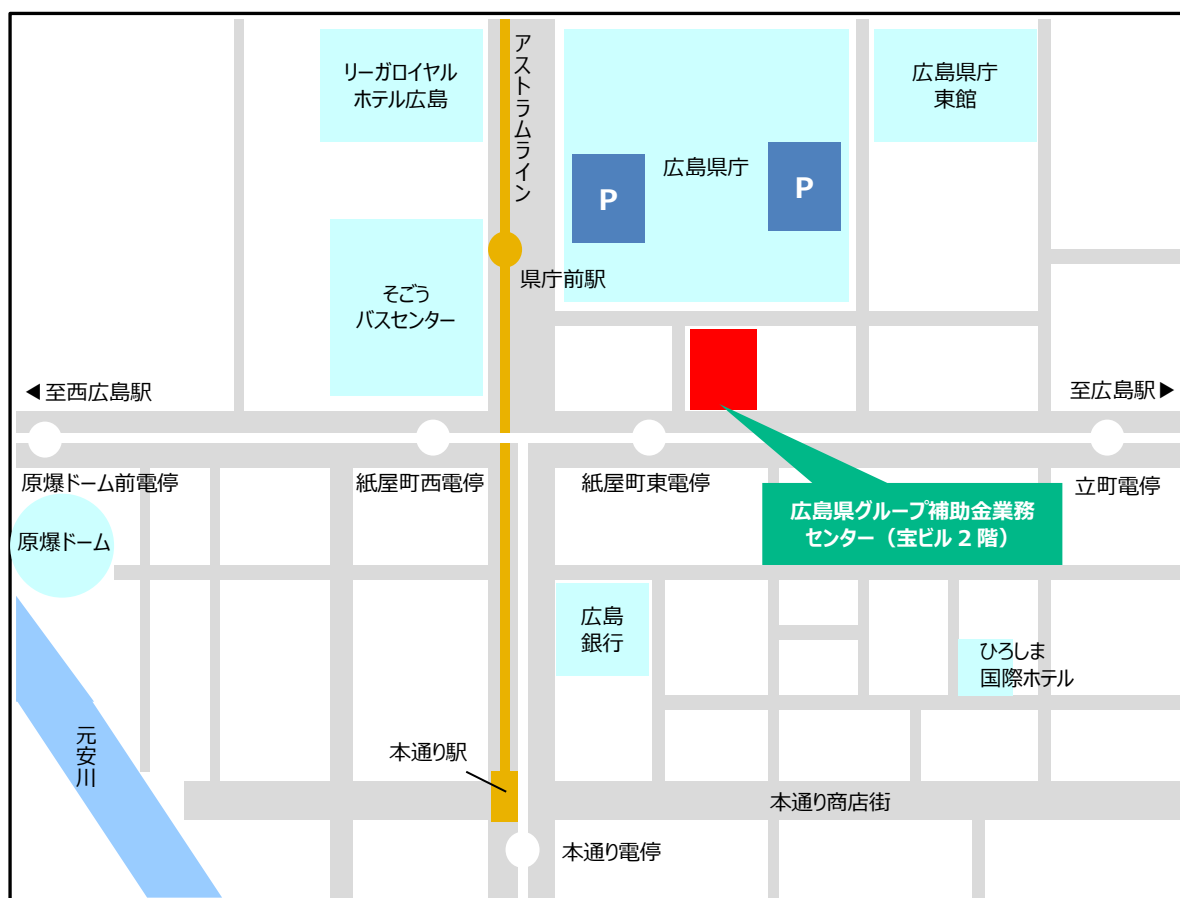 リーガロイヤル
ホテル広島
アストラムライン
広島県庁
東館
広島県庁
P
P
県庁前駅
そごう
バスセンター
◀至西広島駅
至広島駅▶
原爆ドーム前電停
紙屋町西電停
紙屋町東電停
立町電停
広島県グループ補助金業務
センター（宝ビル２階）
原爆ドーム
広島
銀行
ひろしま
国際ホテル
元安川
本通り駅
本通り商店街
本通り電停